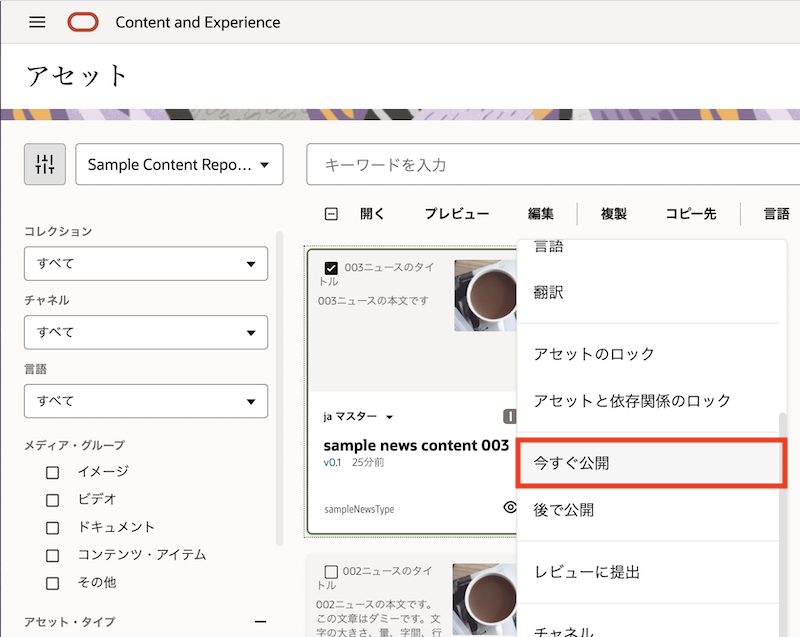 Content and Experience
アセット
Sample Content Repo...
キーワードを入力
開く プレビュー 編集 複製 コピー先 言語
コレクション
すべて
チャネル
すべて
言語
すべて
メディア・グループ
イメージ
ビデオ
ドキュメント
コンテンツ・アイテム
その他
アセット・タイプ
003ニュースのタイ
トル
003ニュースの本文です
ja マスター
sample news content 003
v0.1 25分前
sampleNewsType
002ニュースのタイ
トル
002ニュースの本文です。
この文章はダミーです。文
字の大きさ、量、字間、行
言語
翻訳
アセットのロック
アセットと依存関係のロック
今すぐ公開
後で公開
レビューに提出
チャネル